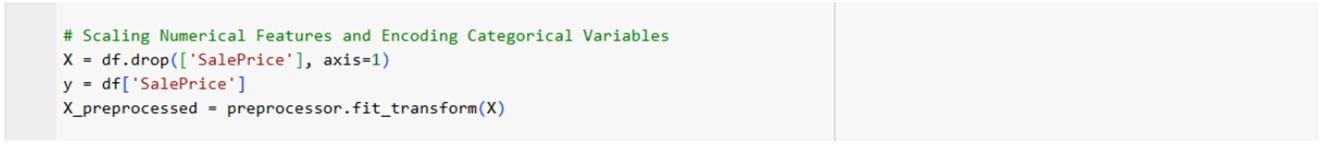 # Scaling Numerical Features and Encoding Categorical Variables
X = df.drop(['SalePrice'], axis=1)
y = df['SalePrice']
X_preprocessed = preprocessor.fit_transform(X)